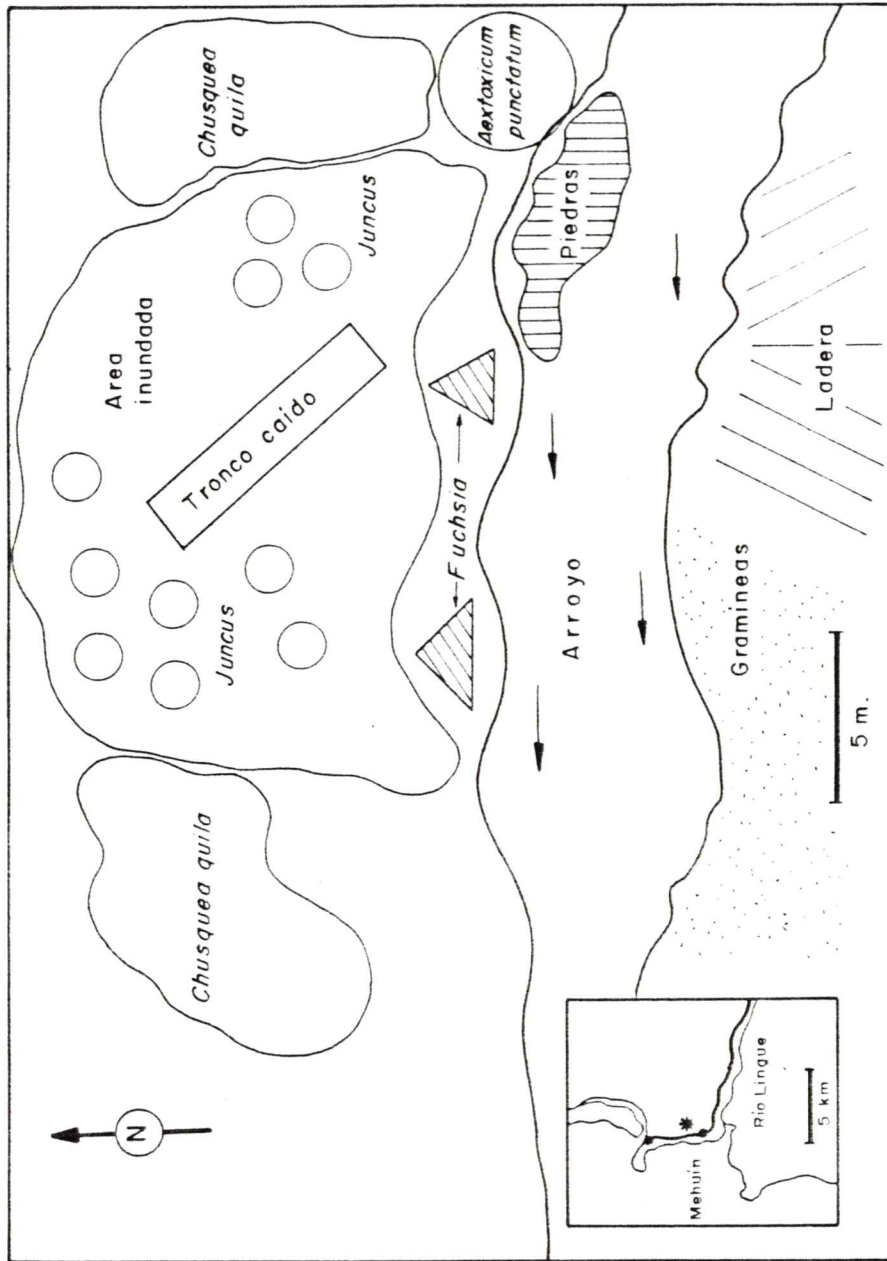 N
Chusquea quila
Juncus
Area
inundada
Tronco caido
Juncus
Chusquea
quila
Aextoxicum
punctatum
Fuchsia
Piedras
Arroyo
Gramineas
Ladera
5 m.
Mehuin
Rio Lingue
5 km